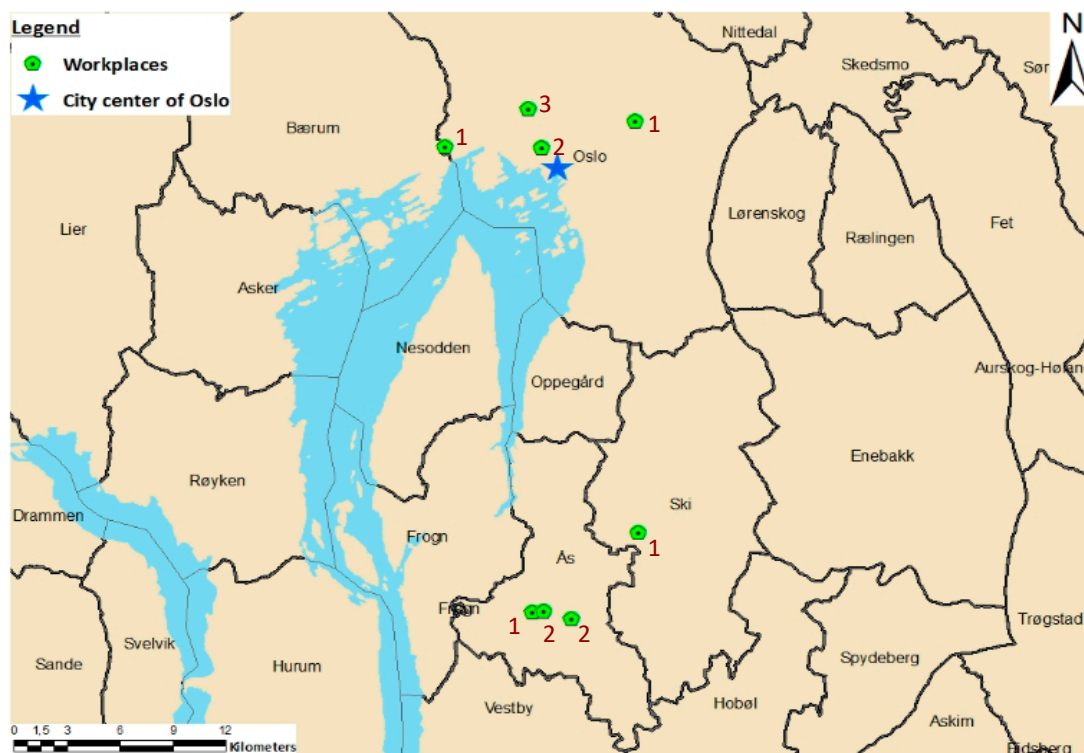 Legend
Workplaces
City center of Oslo
N
Nittedal
Skedsmo
Sør
3
1
Bærum
1
2
Oslo
Lørenskog
Fet
Lier
Rælingen
Asker
Nesodden
Oppegård
Aurskog-Høland
Enebakk
Røyken
Ski
Drammen
Frogn
1
Ås
Frogn
Trøgstad
1
2
2
Svelvik
Sande
Hurum
Spydeberg
Vestby
Hobøl
Askim
0 1,5 3 6 9 12
Kilometers